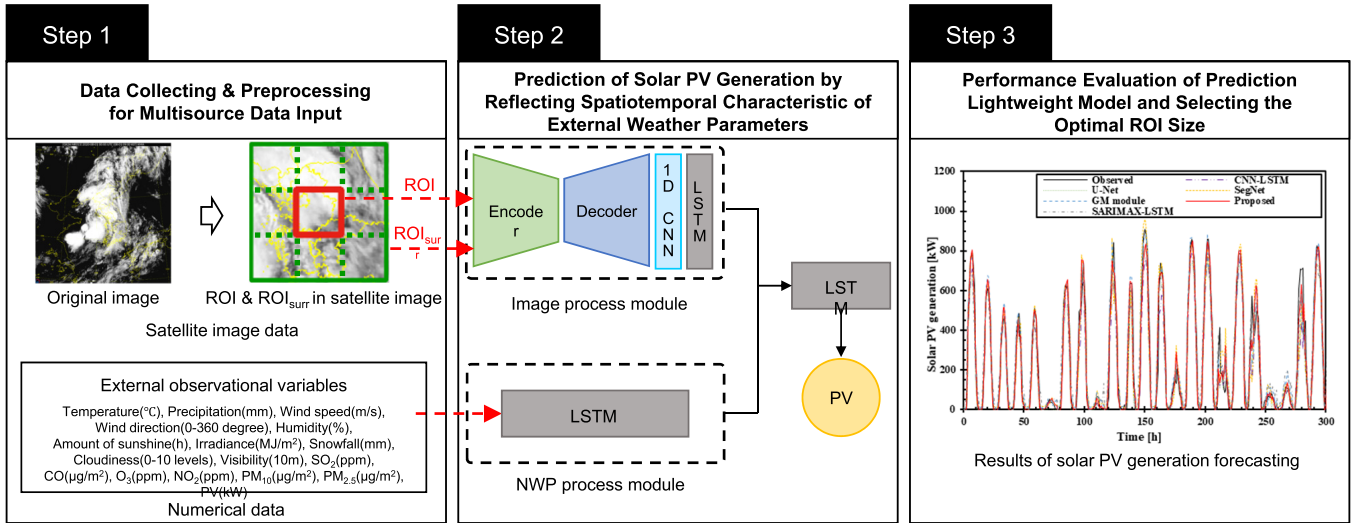 Step 1
Data Collecting & Preprocessing
for Multisource Data Input
Original image
ROI & ROIsurr in satellite image
Satellite image data
External observational variables
Temperature(℃), Precipitation(mm), Wind speed(m/s),
Wind direction(0-360 degree), Humidity(%),
Amount of sunshine(h), Irradiance(MJ/m²), Snowfall(mm),
Cloudiness(0-10 levels), Visibility(10m), SO₂(ppm),
CO(μg/m²), O₃(ppm), NO₂(ppm), PM₁₀(μg/m²), PM₂.₅(μg/m²),
PV(kW)
Numerical data
Step 2
Prediction of Solar PV Generation by
Reflecting Spatiotemporal Characteristic of
External Weather Parameters
ROI
ROIsur
r
Encode
r
Decoder
1D CNN
LSTM
Image process module
LST
M
PV
LSTM
NWP process module
Step 3
Performance Evaluation of Prediction
Lightweight Model and Selecting the
Optimal ROI Size
Observed
CNN-LSTM
U-Net
SegNet
GM module
Proposed
SARIMAX-LSTM
Solar PV generation [kW]
1200
1000
800
600
400
200
0
0 50 100 150 200 250 300
Time [h]
Results of solar PV generation forecasting